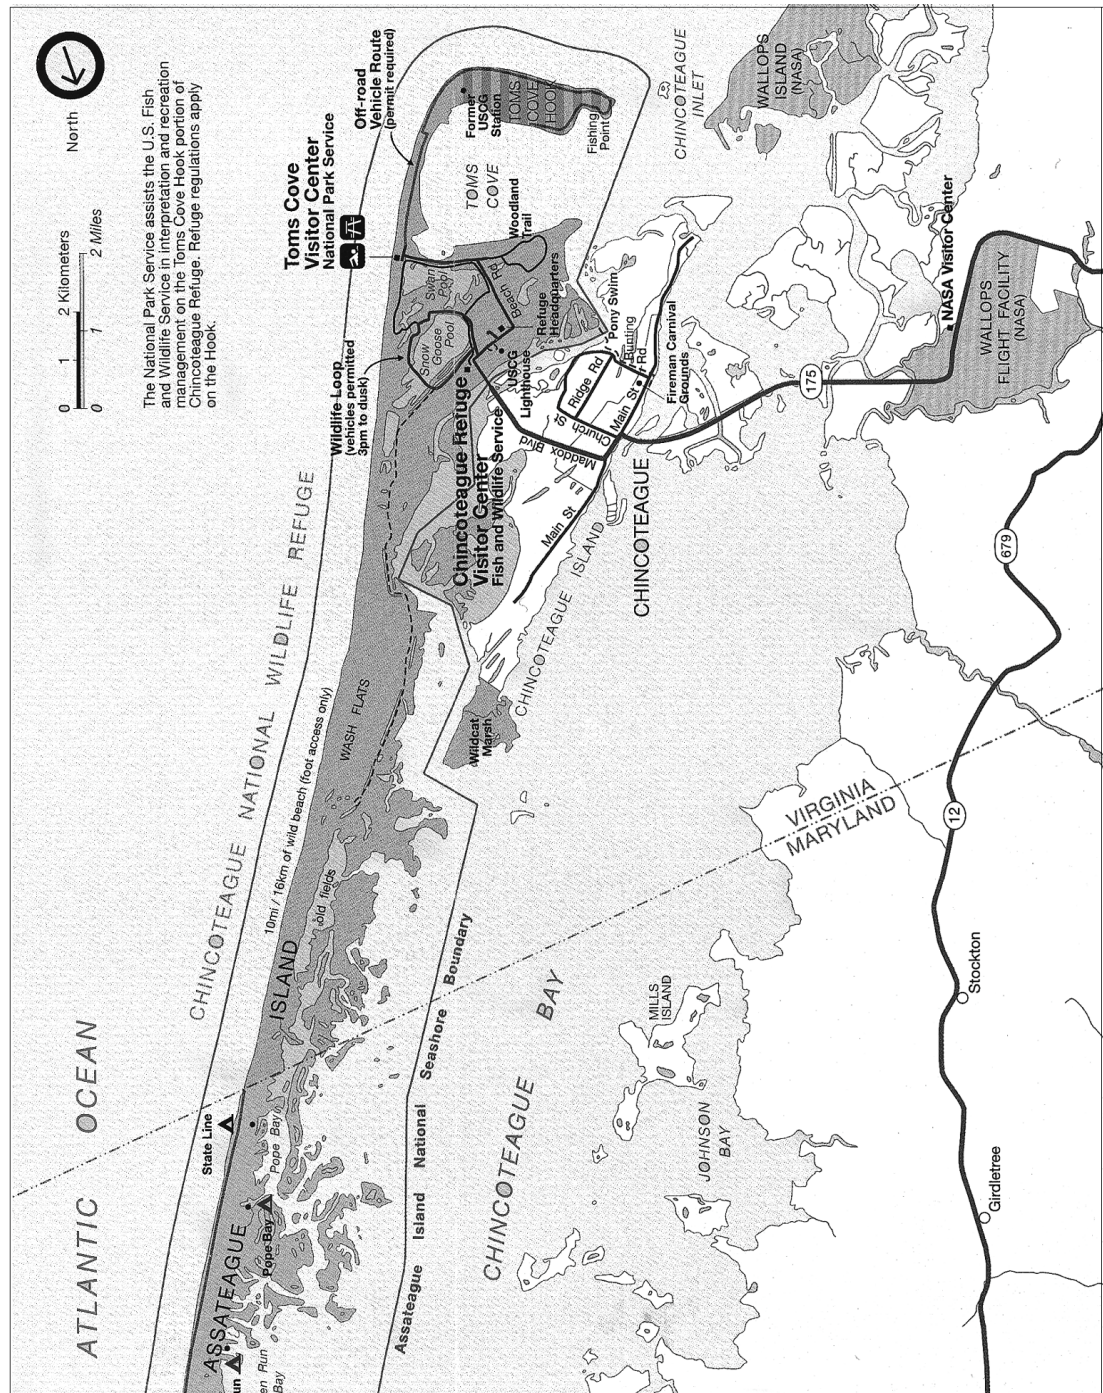 North
0 1 2 Kilometers
0 1 2 Miles
The National Park Service assists the U.S. Fish
and Wildlife Service in interpretation and recreation
management on the Toms Cove Hook portion of
Chincoteague Refuge. Refuge regulations apply
on the Hook.
Off-road
Vehicle Route
(permit required)
Toms Cove
Visitor Center
National Park Service
Former
USCG
Station
TOMS
COVE
HOOK
Fishing
Point
TOMS
COVE
Woodland
Trail
CHINCOTEAGUE
INLET
WALLOPS
ISLAND
(NASA)
NASA Visitor Center
WALLOPS
FLIGHT FACILITY
(NASA)
Swan
Pool
Beach Rd
Refuge
Headquarters
Snow
Goose
Pool
Wildlife Loop
(vehicles permitted
3pm to dusk)
USCG
Lighthouse
Pony Swim
Bunting
Rd
Ridge Rd
Church St
Main St
Maddox Blvd
Fireman Carnival
Grounds
175
Chincoteague Refuge
Visitor Center
Fish and Wildlife Service
Main St
CHINCOTEAGUE ISLAND
CHINCOTEAGUE
679
CHINCOTEAGUE NATIONAL WILDLIFE REFUGE
WASH FLATS
10mi / 16km of wild beach (foot access only)
Wildcat
Marsh
VIRGINIA
MARYLAND
12
old fields
ASSATEAGUE ISLAND
Assateague Island National Seashore Boundary
CHINCOTEAGUE BAY
MILLS
ISLAND
JOHNSON
BAY
Stockton
Girdletree
ATLANTIC OCEAN
State Line
Pope Bay
Pope Bay
un
en Run
Bay